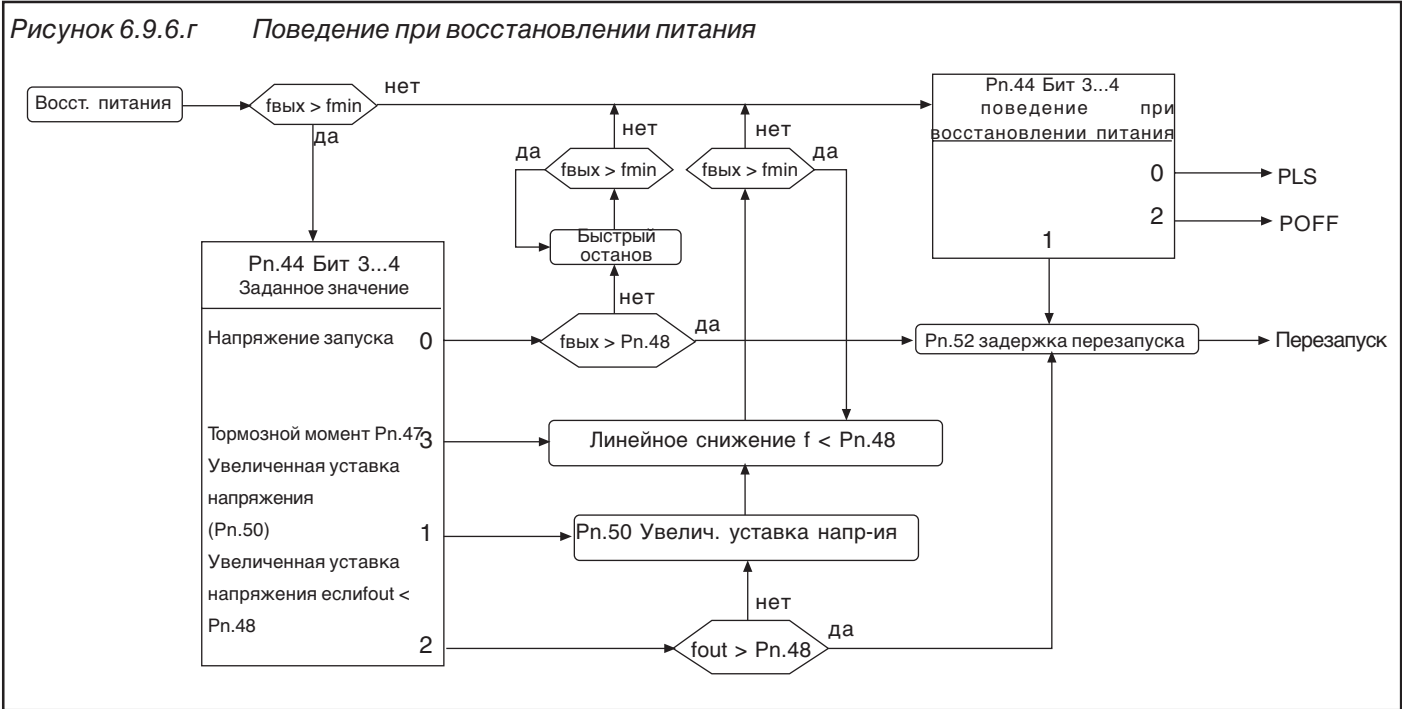 Рисунок 6.9.6.г Поведение при восстановлении питания
Восст. питания
fвых > fmin
нет
да
Pn.44 Бит 3...4
поведение при
восстановлении питания
0
PLS
2
POFF
1
нет
нет
да
да
fвых > fmin
fвых > fmin
Быстрый
останов
нет
Pn.44 Бит 3...4
Заданное значение
Напряжение запуска 0
fвых > Pn.48
да
Pn.52 задержка перезапуска
Перезапуск
Тормозной момент Pn.47
3
Линейное снижение f < Pn.48
Увеличенная уставка
напряжения
(Pn.50)
1
Pn.50 Увелич. уставка напр-ия
Увеличенная уставка
напряжения еслиfout <
Pn.48
2
нет
fout > Pn.48
да